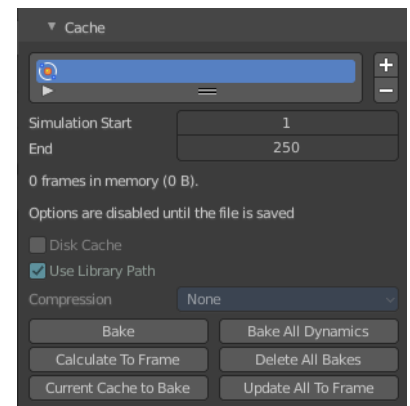 Cache
Simulation Start 1
End 250
0 frames in memory (0 B).
Options are disabled until the file is saved
Disk Cache
Use Library Path
Compression None
Bake Bake All Dynamics
Calculate To Frame Delete All Bakes
Current Cache to Bake Update All To Frame